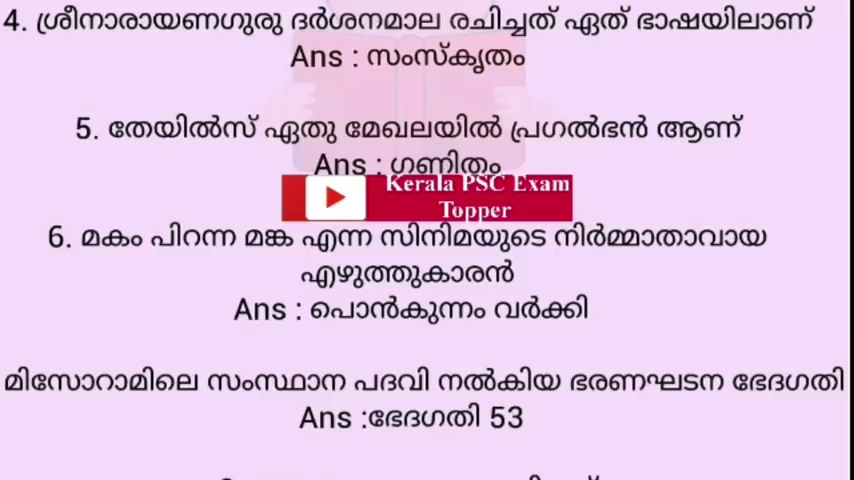 4. ശ്രീനാരായണഗുരു ദർശനമാല രചിച്ചത് ഏത് ഭാഷയിലാണ്
Ans : സംസ്കൃതം
5. തേയിൽസ് ഏതു മേഖലയിൽ പ്രഗൽഭൻ ആണ്
Ans : ഗണിതം
Kerala PSC Exam
Topper
6. മകം പിറന്ന മങ്ക എന്ന സിനിമയുടെ നിർമ്മാതാവായ
എഴുത്തുകാരൻ
Ans : പൊൻകുന്നം വർക്കി
മിസോറാമിലെ സംസ്ഥാന പദവി നൽകിയ ഭരണഘടന ഭേദഗതി
Ans :ഭേദഗതി 53